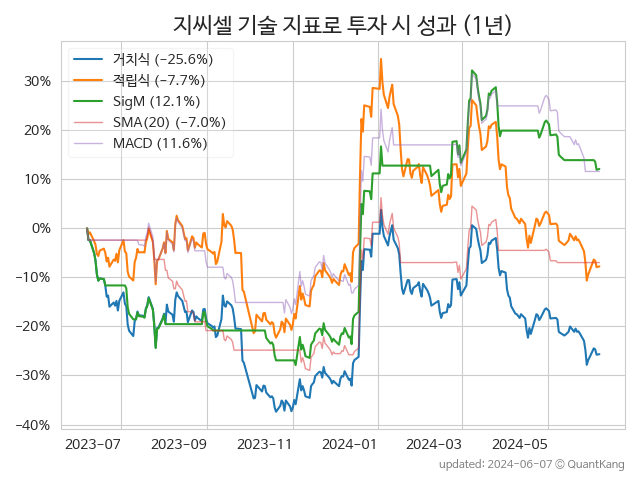 지씨셀 기술 지표로 투자 시 성과 (1년)
거치식 (−25.6%)
적립식 (−7.7%)
SigM (12.1%)
SMA(20) (−7.0%)
MACD (11.6%)
30%
20%
10%
0%
−10%
−20%
−30%
−40%
2023−07
2023−09
2023−11
2024−01
2024−03
2024−05
updated: 2024−06−07 © QuantKang